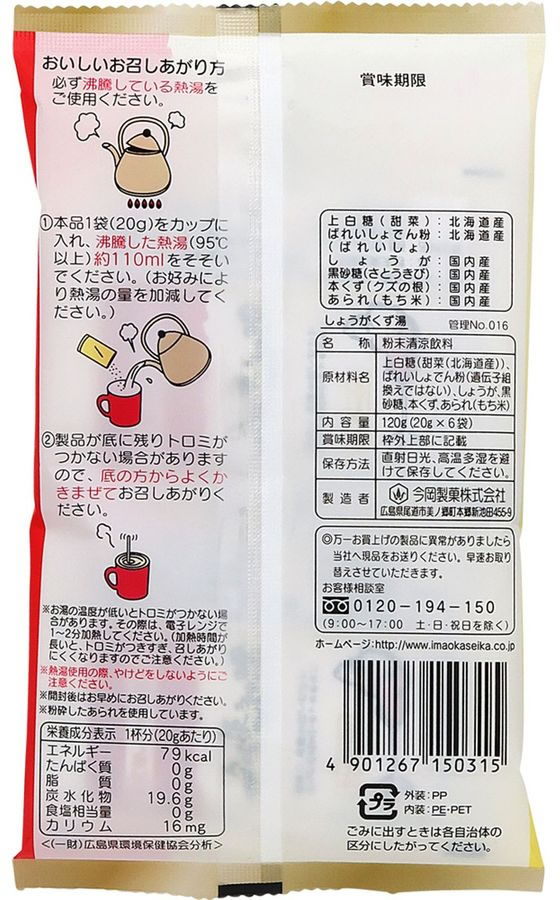 おいしいお召しあがり方
必ず沸騰している熱湯を
ご使用ください。
①本品1袋(20g)をカップに
入れ、沸騰した熱湯(95℃
以上)約110mlをそそい
でください。(お好みによ
り熱湯の量を加減してく
ださい。)
②製品が底に残りトロミが
つかない場合があります
ので、底の方からよくか
きまぜてお召しあがりく
ださい。
※お湯の温度が低いとトロミがつかない場
合があります。その際は、電子レンジで
1~2分加熱してください。(加熱時間が
長いと、トロミがつきすぎ、召しあがり
にくくなりますのでご注意ください。)
※熱湯使用の際、やけどをしないようにご
注意ください。
※開封後はお早めにお召しあがりください。
※粉砕したあられを使用しています。
栄養成分表示 1杯分(20gあたり)
エネルギー 79kcal
たんぱく質 0g
脂質 0g
炭水化物 19.6g
食塩相当量 0g
カリウム 16mg
<(一財)広島県環境保健協会分析>
賞味期限
上白糖(甜菜):北海道産
ばれいしょでん粉:北海道産
(ばれいしょ)
しょうが:国内産
黒砂糖(さとうきび):国内産
本くず(クズの根):国内産
あられ(もち米):国内産
しょうがくず湯 管理No.016
名称 粉末清涼飲料
原材料名 上白糖(甜菜(北海道産))、
ばれいしょでん粉(遺伝子組
換えではない)、しょうが、黒
砂糖、本くず、あられ(もち米)
内容量 120g(20g×6袋)
賞味期限 枠外上部に記載
保存方法 直射日光、高温多湿を避
けて保存してください。
製造者 今岡製菓株式会社
広島県尾道市美ノ郷町本郷新池田455-9
◎万一お買上げの製品に異常がありましたら
当社へ現品をお送りください。早速お取り
替えさせていただきます。
お客様相談室
0120-194-150
(9:00~17:00 土・日・祝日を除く)
ホームページ:http://www.imaokaseika.co.jp
4 901267 150315
プラ 外装:PP
内装:PE・PET
ごみに出すときは各自治体の
区分にしたがってください。